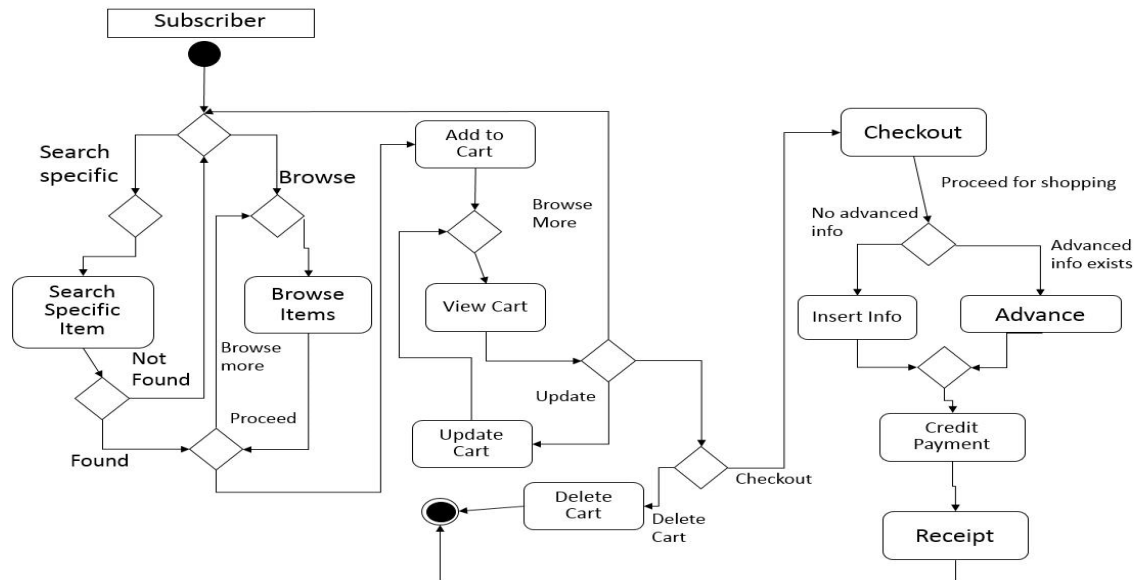 Subscriber
Search
specific
Browse
Search
Specific
Item
Browse
Items
Not
Found
Browse
more
Found
Proceed
Add to
Cart
Browse
More
View Cart
Update
Update
Cart
Delete
Cart
Delete
Cart
Checkout
Checkout
Proceed for shopping
No advanced
info
Advanced
info exists
Insert Info
Advance
Credit
Payment
Receipt